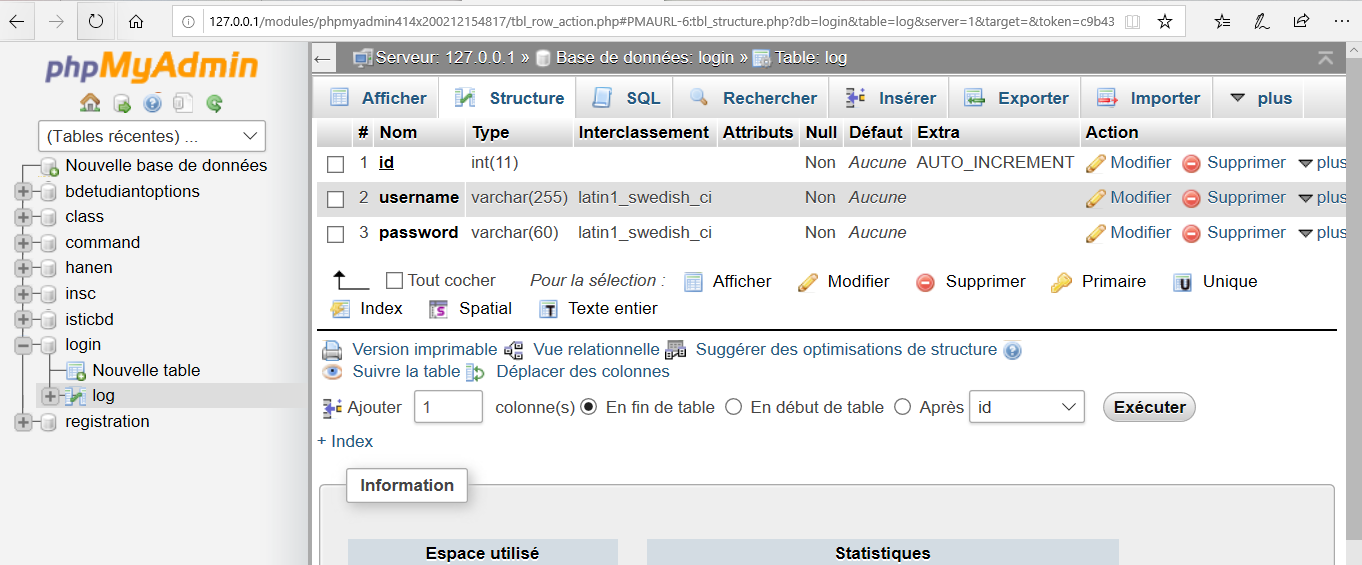 127.0.0.1/modules/phpmyadmin414x200212154817/tbl_row_action.php#PMAURL-6:tbl_structure.php?db=login&table=log&server=1&target=&token=c9b43
phpMyAdmin
(Tables récentes) ...
Nouvelle base de données
bdetudiantoptions
class
command
hanen
insc
isticbd
login
Nouvelle table
log
registration
Serveur: 127.0.0.1 » Base de données: login » Table: log
Afficher Structure SQL Rechercher Insérer Exporter Importer plus
# Nom Type Interclassement Attributs Null Défaut Extra Action
1 id int(11) Non Aucune AUTO_INCREMENT Modifier Supprimer plus
2 username varchar(255) latin1_swedish_ci Non Aucune Modifier Supprimer plus
3 password varchar(60) latin1_swedish_ci Non Aucune Modifier Supprimer plus
Tout cocher Pour la sélection : Afficher Modifier Supprimer Primaire Unique
Index Spatial Texte entier
Version imprimable Vue relationnelle Suggérer des optimisations de structure
Suivre la table Déplacer des colonnes
Ajouter 1 colonne(s) En fin de table En début de table Après id Exécuter
+ Index
Information
Espace utilisé Statistiques